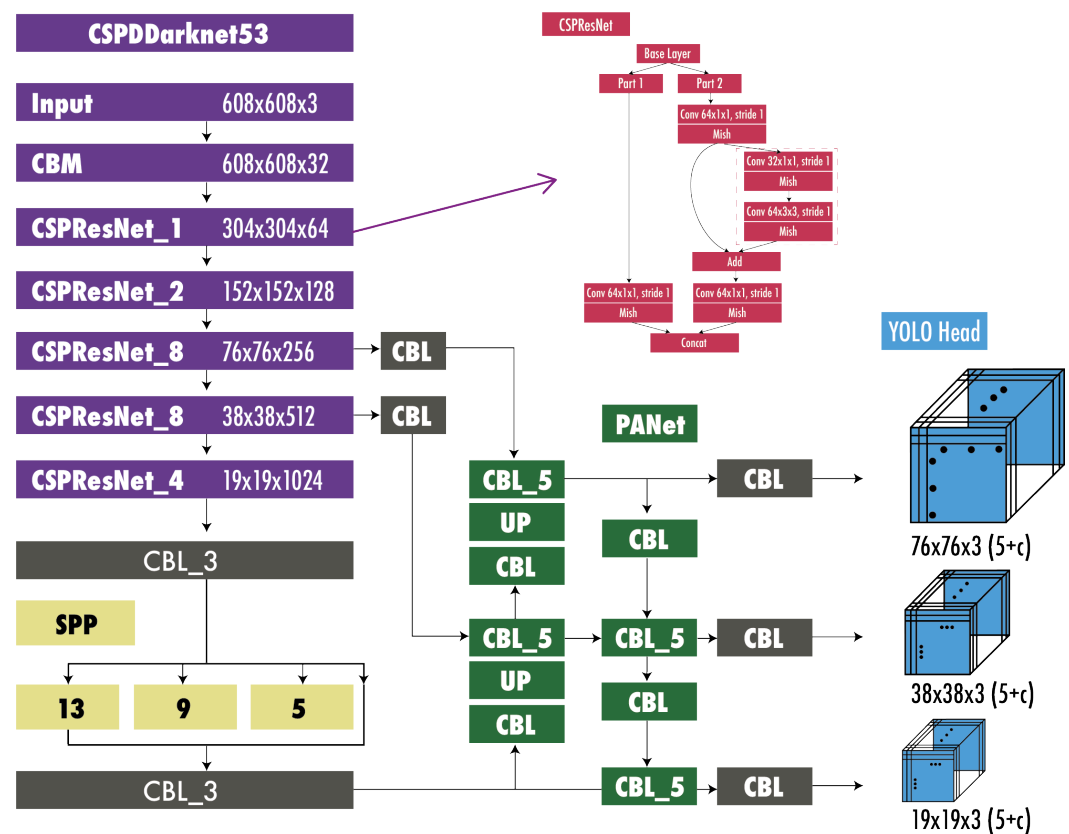 CSPDDarknet53
Input 608x608x3
CBM 608x608x32
CSPResNet_1 304x304x64
CSPResNet_2 152x152x128
CSPResNet_8 76x76x256
CSPResNet_8 38x38x512
CSPResNet_4 19x19x1024
CBL_3
SPP
13 9 5
CBL_3
CSPResNet
Base Layer
Part 1 Part 2
Conv 64x1x1, stride 1
Mish
Conv 32x1x1, stride 1
Mish
Conv 64x3x3, stride 1
Mish
Add
Conv 64x1x1, stride 1 Conv 64x1x1, stride 1
Mish Mish
Concat
CBL
CBL
PANet
CBL_5
UP
CBL
CBL_5
UP
CBL
CBL
CBL_5
CBL
CBL_5
CBL
CBL
CBL
YOLO Head
76x76x3 (5+c)
38x38x3 (5+c)
19x19x3 (5+c)